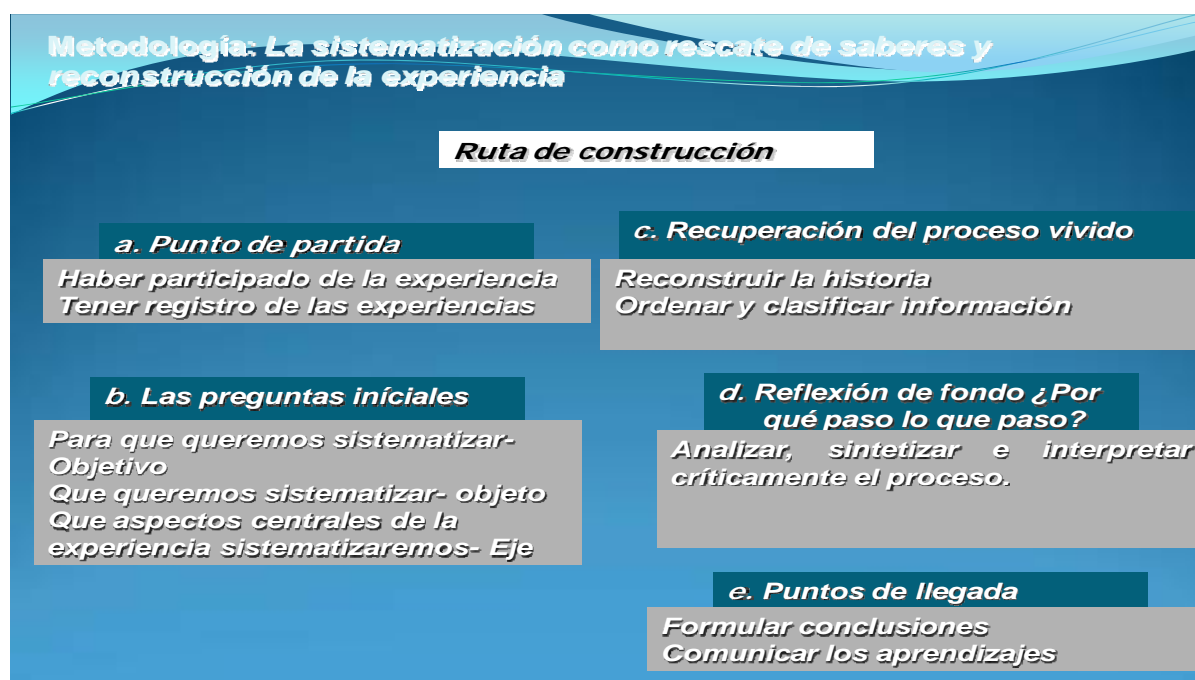 Metodología: La sistematización como rescate de saberes y
reconstrucción de la experiencia
Ruta de construcción
a. Punto de partida
Haber participado de la experiencia
Tener registro de las experiencias
b. Las preguntas iníciales
Para que queremos sistematizar-
Objetivo
Que queremos sistematizar- objeto
Que aspectos centrales de la
experiencia sistematizaremos- Eje
c. Recuperación del proceso vivido
Reconstruir la historia
Ordenar y clasificar información
d. Reflexión de fondo ¿Por
qué paso lo que paso?
Analizar, sintetizar e interpretar
críticamente el proceso.
e. Puntos de llegada
Formular conclusiones
Comunicar los aprendizajes